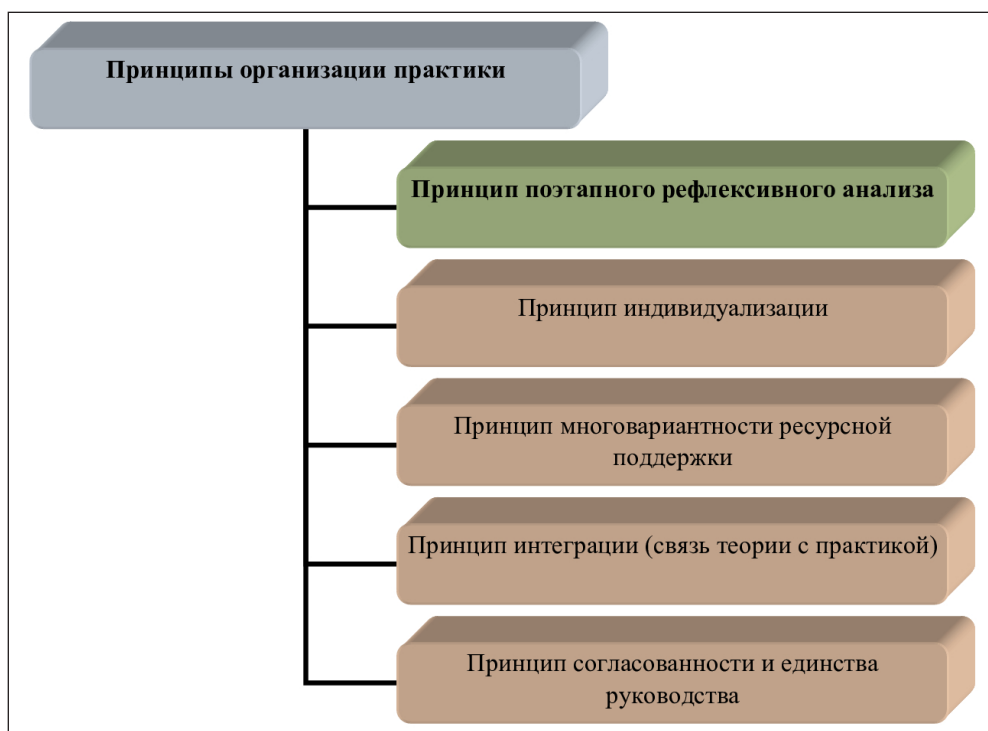 Принципы организации практики
Принцип поэтапного рефлексивного анализа
Принцип индивидуализации
Принцип многовариантности ресурсной
поддержки
Принцип интеграции (связь теории с практикой)
Принцип согласованности и единства
руководства